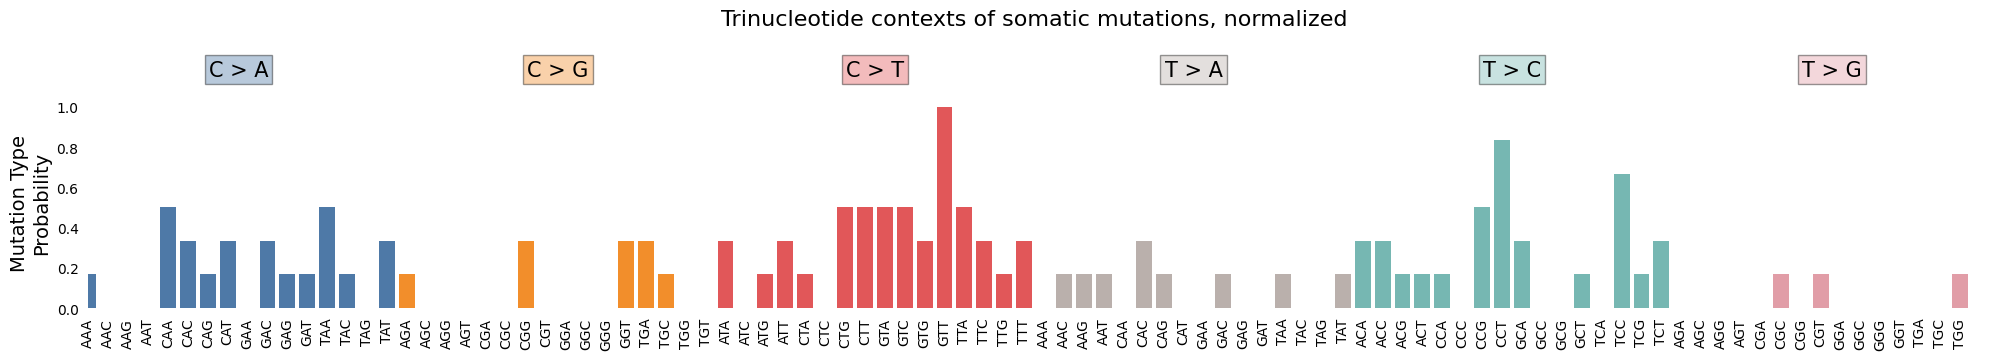 Trinucleotide contexts of somatic mutations, normalized
C > A
C > G
C > T
T > A
T > C
T > G
Mutation Type
Probability
1.0
0.8
0.6
0.4
0.2
0.0
AAA
AAC
AAG
AAT
CAA
CAC
CAG
CAT
GAA
GAC
GAG
GAT
TAA
TAC
TAG
TAT
AGA
AGC
AGG
AGT
CGA
CGC
CGG
CGT
GGA
GGC
GGG
GGT
TGA
TGC
TGG
TGT
ATA
ATC
ATG
ATT
CTA
CTC
CTG
CTT
GTA
GTC
GTG
GTT
TTA
TTC
TTG
TTT
AAA
AAC
AAG
AAT
CAA
CAC
CAG
CAT
GAA
GAC
GAG
GAT
TAA
TAC
TAG
TAT
ACA
ACC
ACG
ACT
CCA
CCC
CCG
CCT
GCA
GCC
GCG
GCT
TCA
TCC
TCG
TCT
AGA
AGC
AGG
AGT
CGA
CGC
CGG
CGT
GGA
GGC
GGG
GGT
TGA
TGC
TGG